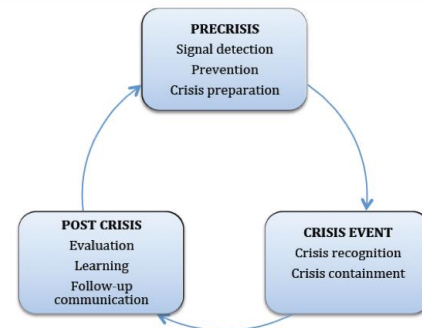 PRECRISIS
Signal detection
Prevention
Crisis preparation
CRISIS EVENT
Crisis recognition
Crisis containment
POST CRISIS
Evaluation
Learning
Follow-up
communication